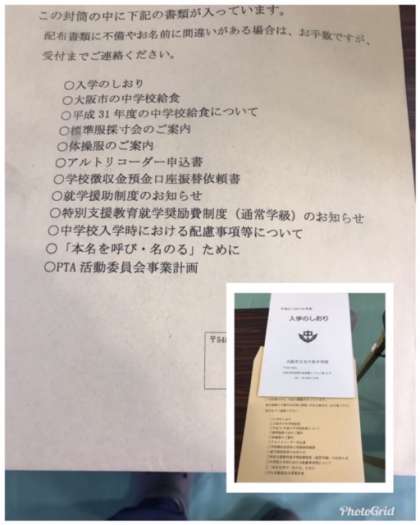 この封筒の中に下記の書類が入っています。
配布書類に不備やお名前に間違いがある場合は、お手数ですが、
受付までご連絡ください。
○入学のしおり
○大阪市の中学校給食
○平成31年度の中学校給食について
○標準服採寸会のご案内
○体操服のご案内
○アルトリコーダー申込書
○学校徴収金預金口座振替依頼書
○就学援助制度のお知らせ
○特別支援教育就学奨励費制度（通常学級）のお知らせ
○中学校入学時における配慮事項等について
○「本名を呼び・名のる」ために
○PTA活動委員会事業計画
〒54
入学のしおり
PhotoGrid